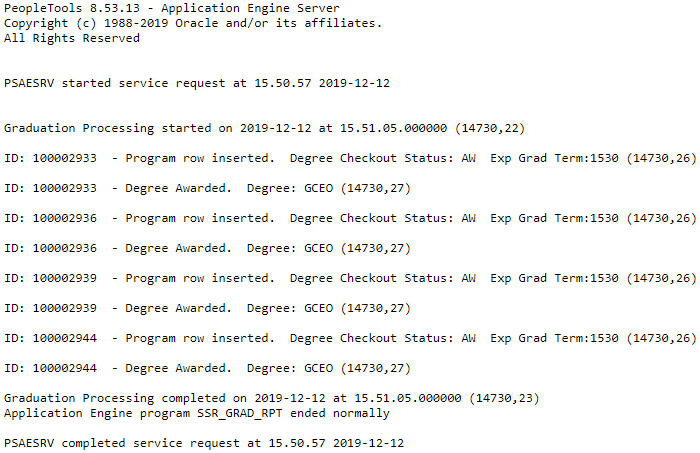 PeopleTools 8.53.13 - Application Engine Server
Copyright (c) 1988-2019 Oracle and/or its affiliates.
All Rights Reserved
PSAESRV started service request at 15.50.57 2019-12-12
Graduation Processing started on 2019-12-12 at 15.51.05.000000 (14730,22)
ID: 100002933  - Program row inserted.  Degree Checkout Status: AW  Exp Grad Term:1530 (14730,26)
ID: 100002933  - Degree Awarded.  Degree: GCEO (14730,27)
ID: 100002936  - Program row inserted.  Degree Checkout Status: AW  Exp Grad Term:1530 (14730,26)
ID: 100002936  - Degree Awarded.  Degree: GCEO (14730,27)
ID: 100002939  - Program row inserted.  Degree Checkout Status: AW  Exp Grad Term:1530 (14730,26)
ID: 100002939  - Degree Awarded.  Degree: GCEO (14730,27)
ID: 100002944  - Program row inserted.  Degree Checkout Status: AW  Exp Grad Term:1530 (14730,26)
ID: 100002944  - Degree Awarded.  Degree: GCEO (14730,27)
Graduation Processing completed on 2019-12-12 at 15.51.05.000000 (14730,23)
Application Engine program SSR_GRAD_RPT ended normally
PSAESRV completed service request at 15.50.57 2019-12-12